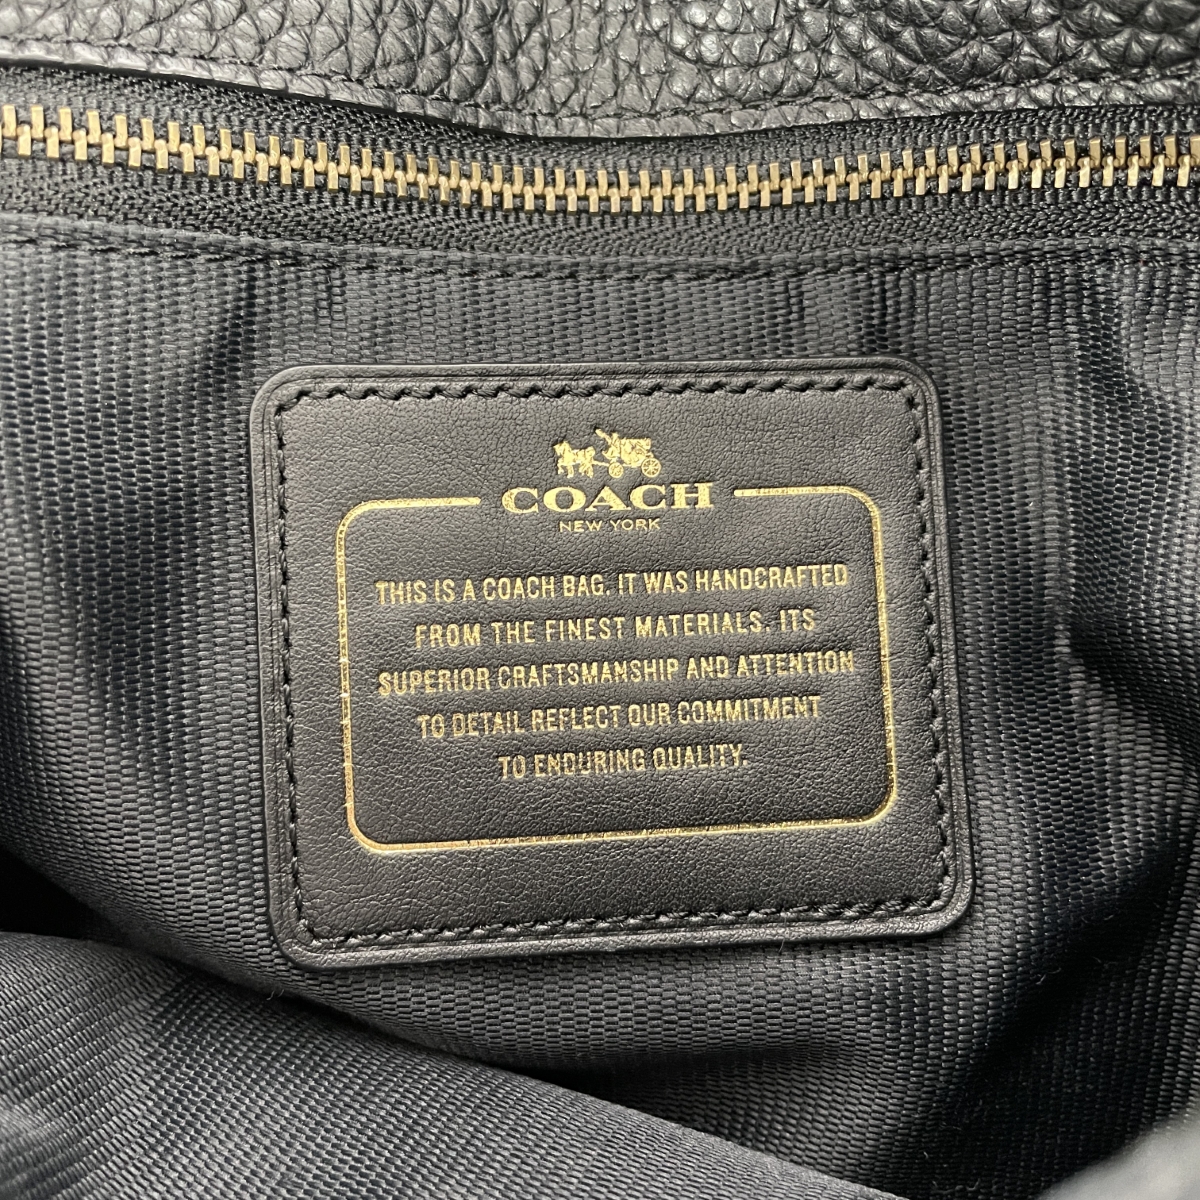 COACH
NEW YORK
THIS IS A COACH BAG. IT WAS HANDCRAFTED
FROM THE FINEST MATERIALS. ITS
SUPERIOR CRAFTSMANSHIP AND ATTENTION
TO DETAIL REFLECT OUR COMMITMENT
TO ENDURING QUALITY.